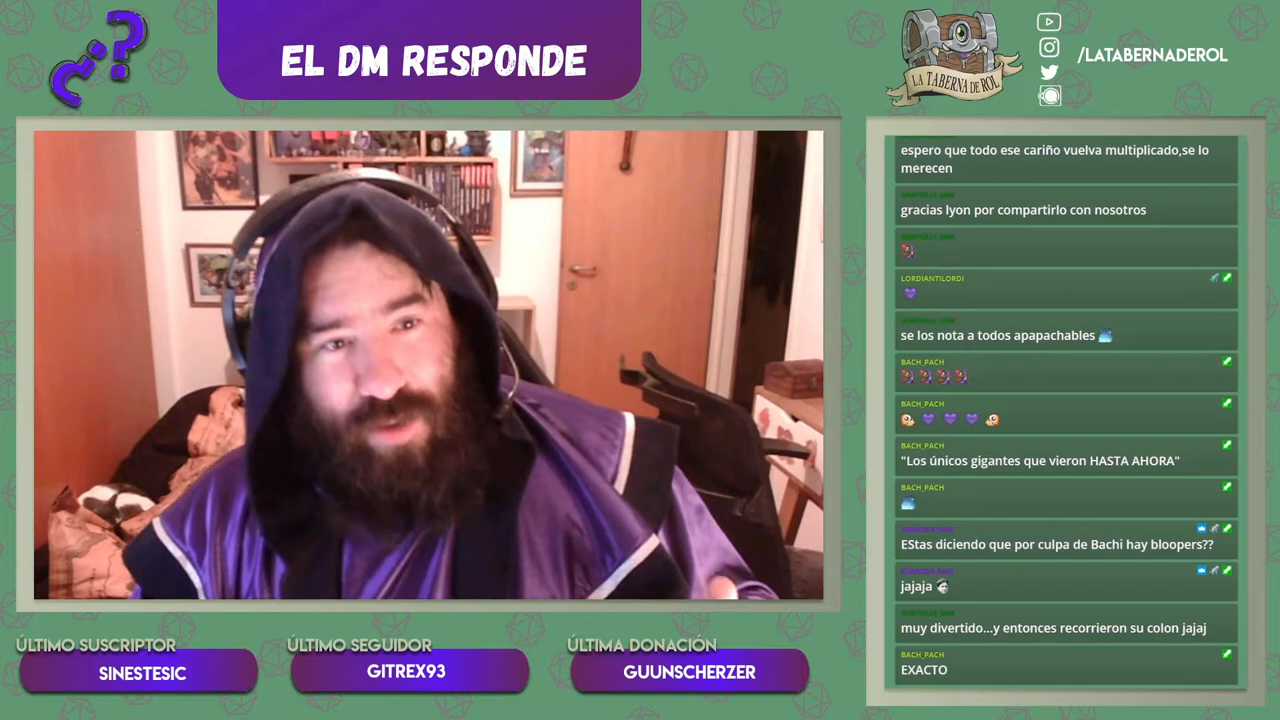 ¿?
EL DM RESPONDE
LA TABERNA DE ROL
/LATABERNADEROL
espero que todo ese cariño vuelva multiplicado,se lo
merecen
gracias lyon por compartirlo con nosotros
LORDIANTILORDI
se los nota a todos apapachables
BACH_PACH
BACH_PACH
BACH_PACH
"Los únicos gigantes que vieron HASTA AHORA"
BACH_PACH
EStas diciendo que por culpa de Bachi hay bloopers??
jajaja
muy divertido...y entonces recorrieron su colon jajaj
BACH_PACH
EXACTO
ÚLTIMO SUSCRIPTOR
SINESTESIC
ÚLTIMO SEGUIDOR
GITREX93
ÚLTIMA DONACIÓN
GUUNSCHERZER